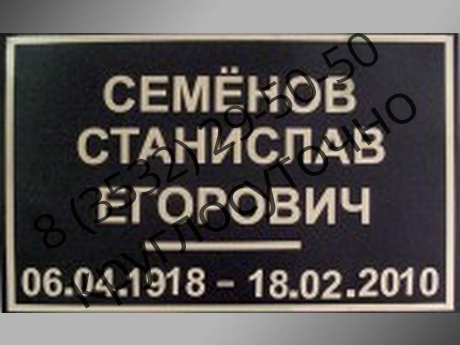 СЕМЁНОВ
СТАНИСЛАВ
ЕГОРОВИЧ
06.04.1918 - 18.02.2010
8 (3532) 29-50-50
круглосуточно